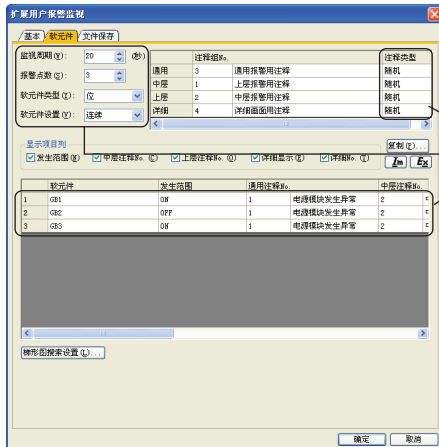 扩展用户报警监视
基本 软元件 文件保存
监视周期(Y): 20 (秒)
报警点数(S): 3
软元件类型(I): 位
软元件设置(V): 连续
注释组No. 注释类型
通用 3 通用报警用注释 随机
中层 1 上层报警用注释 随机
上层 2 中层报警用注释 随机
详细 4 详细画面用注释 随机
显示项目列
发生范围(N) 中层注释No.(C) 上层注释No.(O) 详细显示(E) 详细No.(T)
复制(P)...
Im Ex
软元件 发生范围 通用注释No. 中层注释No.
1 GB1 ON 1 电源模块发生异常 2
2 GB2 OFF 1 电源模块发生异常 2
3 GB3 ON 1 电源模块发生异常 2
梯形图搜索设置(L)...
确定 取消